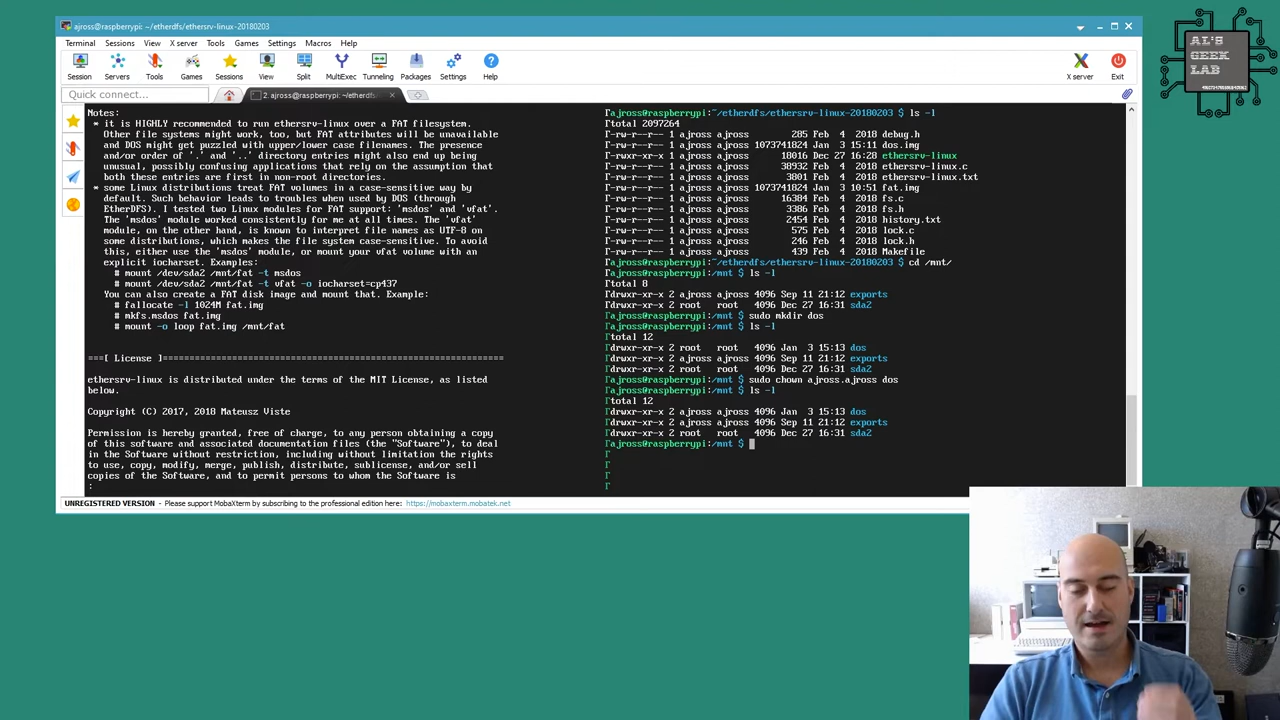 ajross@raspberrypi: ~/etherdfs/ethersrv-linux-20180203
Terminal Sessions View X server Tools Games Settings Macros Help
Session Servers Tools Games Sessions View Split MultiExec Tunneling Packages Settings Help X server Exit
Quick connect...
2. ajross@raspberrypi: ~/etherdfs/
Notes:
* it is HIGHLY recommended to run ethersrv-linux over a FAT filesystem.
Other file systems might work, too, but FAT attributes will be unavailable
and DOS might get puzzled with upper/lower case filenames. The presence
and/or order of '.' and '..' directory entries might also end up being
unusual, possibly confusing applications that rely on the assumption that
both these entries are first in non-root directories.
* some Linux distributions treat FAT volumes in a case-sensitive way by
default. Such behavior leads to troubles when used by DOS (through
EtherDFS). I tested two Linux modules for FAT support: 'msdos' and 'vfat'.
The 'msdos' module worked consistently for me at all times. The 'vfat'
module, on the other hand, is known to interpret file names as UTF-8 on
some distributions, which makes the file system case-sensitive. To avoid
this, either use the 'msdos' module, or mount your vfat volume with an
explicit iocharset. Examples:
# mount /dev/sda2 /mnt/fat -t msdos
# mount /dev/sda2 /mnt/fat -t vfat -o iocharset=cp437
You can also create a FAT disk image and mount that. Example:
# fallocate -l 1024M fat.img
# mkfs.msdos fat.img
# mount -o loop fat.img /mnt/fat
===[ License ]=============================================================
ethersrv-linux is distributed under the terms of the MIT License, as listed
below.
Copyright (C) 2017, 2018 Mateusz Viste
Permission is hereby granted, free of charge, to any person obtaining a copy
of this software and associated documentation files (the "Software"), to deal
in the Software without restriction, including without limitation the rights
to use, copy, modify, merge, publish, distribute, sublicense, and/or sell
copies of the Software, and to permit persons to whom the Software is
:
ajross@raspberrypi:~/etherdfs/ethersrv-linux-20180203 $ ls -l
total 2097264
-rw-r--r-- 1 ajross ajross 285 Feb 4 2018 debug.h
-rw-r--r-- 1 ajross ajross 1073741824 Jan 3 15:11 dos.img
-rwxr-xr-x 1 ajross ajross 18016 Dec 27 16:28 ethersrv-linux
-rw-r--r-- 1 ajross ajross 38932 Feb 4 2018 ethersrv-linux.c
-rw-r--r-- 1 ajross ajross 3801 Feb 4 2018 ethersrv-linux.txt
-rw-r--r-- 1 ajross ajross 1073741824 Jan 3 10:51 fat.img
-rw-r--r-- 1 ajross ajross 16384 Feb 4 2018 fs.c
-rw-r--r-- 1 ajross ajross 3386 Feb 4 2018 fs.h
-rw-r--r-- 1 ajross ajross 2454 Feb 4 2018 history.txt
-rw-r--r-- 1 ajross ajross 575 Feb 4 2018 lock.c
-rw-r--r-- 1 ajross ajross 246 Feb 4 2018 lock.h
-rw-r--r-- 1 ajross ajross 439 Feb 4 2018 Makefile
ajross@raspberrypi:~/etherdfs/ethersrv-linux-20180203 $ cd /mnt/
ajross@raspberrypi:/mnt $ ls -l
total 8
drwxr-xr-x 2 ajross ajross 4096 Sep 11 21:12 exports
drwxr-xr-x 2 root root 4096 Dec 27 16:31 sda2
ajross@raspberrypi:/mnt $ sudo mkdir dos
ajross@raspberrypi:/mnt $ ls -l
total 12
drwxr-xr-x 2 root root 4096 Jan 3 15:13 dos
drwxr-xr-x 2 ajross ajross 4096 Sep 11 21:12 exports
drwxr-xr-x 2 root root 4096 Dec 27 16:31 sda2
ajross@raspberrypi:/mnt $ sudo chown ajross.ajross dos
ajross@raspberrypi:/mnt $ ls -l
total 12
drwxr-xr-x 2 ajross ajross 4096 Jan 3 15:13 dos
drwxr-xr-x 2 ajross ajross 4096 Sep 11 21:12 exports
drwxr-xr-x 2 root root 4096 Dec 27 16:31 sda2
ajross@raspberrypi:/mnt $
UNREGISTERED VERSION - Please support MobaXterm by subscribing to the professional edition here: https://mobaxterm.mobatek.net
AL'S
GEEK
LAB